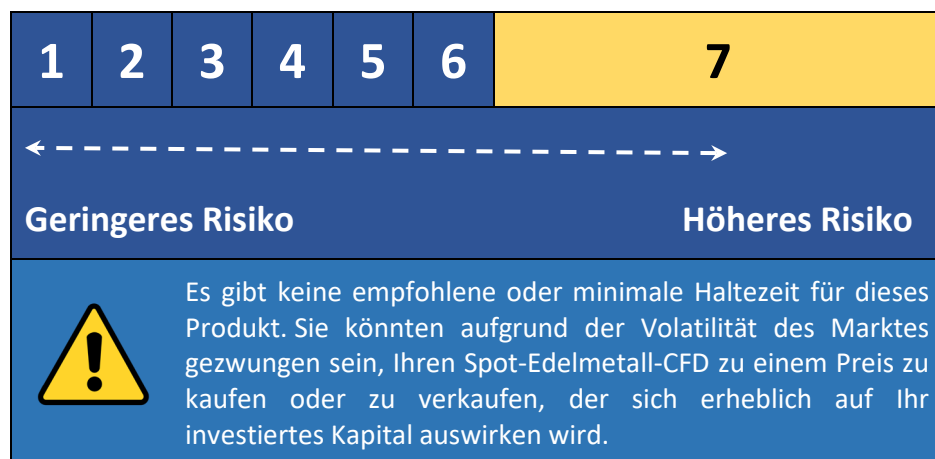 1 2 3 4 5 6 7
Geringeres Risiko Höheres Risiko
Es gibt keine empfohlene oder minimale Haltezeit für dieses
Produkt. Sie könnten aufgrund der Volatilität des Marktes
gezwungen sein, Ihren Spot-Edelmetall-CFD zu einem Preis zu
kaufen oder zu verkaufen, der sich erheblich auf Ihr
investiertes Kapital auswirken wird.